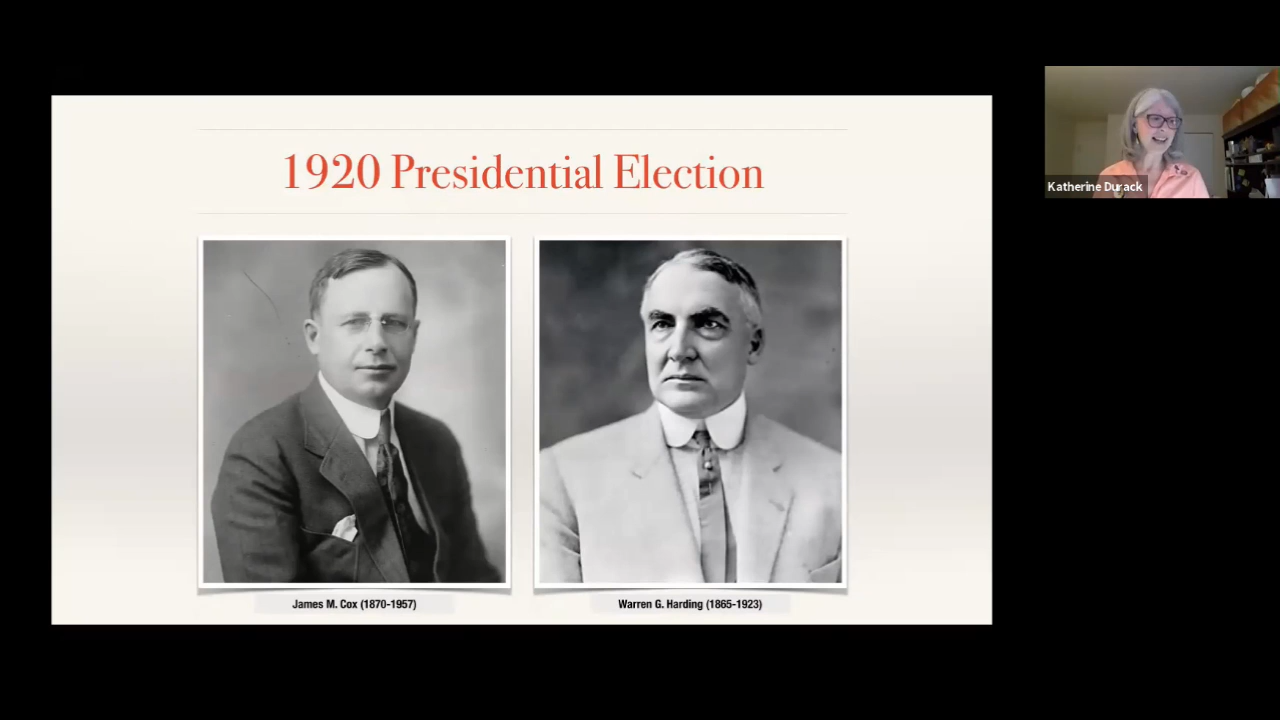 1920 Presidential Election
James M. Cox (1870-1957)
Warren G. Harding (1865-1923)
Katherine Durack